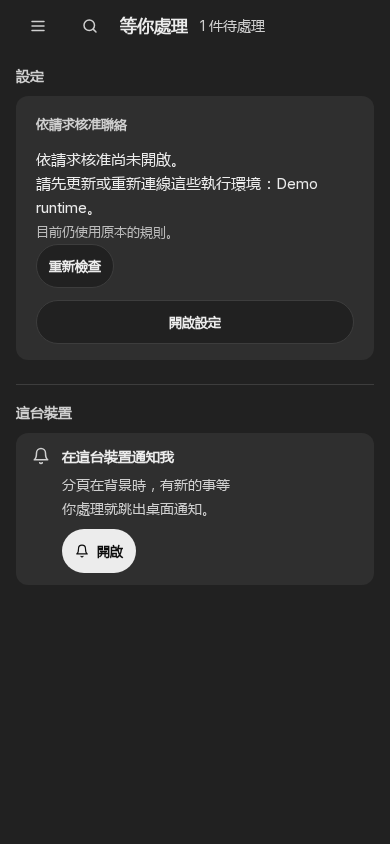 等你處理 1 件待處理
設定
依請求核准聯絡
依請求核准尚未開啟。
請先更新或重新連線這些執行環境：Demo
runtime。
目前仍使用原本的規則。
重新檢查
開啟設定
這台裝置
在這台裝置通知我
分頁在背景時，有新的事等
你處理就跳出桌面通知。
開啟